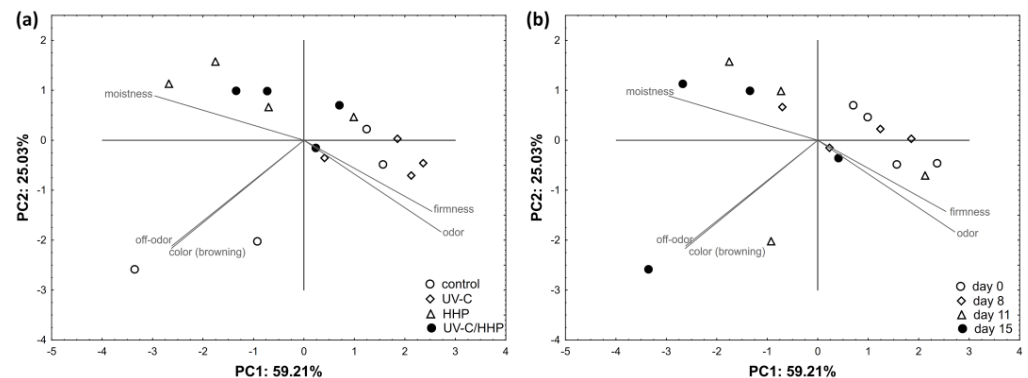 (a)
2
1
0
-1
-2
-3
-4
PC2: 25.03%
moistness
firmness
odor
off-odor
color (browning)
control
UV-C
HHP
UV-C/HHP
-5 -4 -3 -2 -1 0 1 2 3 4
PC1: 59.21%
(b)
2
1
0
-1
-2
-3
-4
PC2: 25.03%
moistness
firmness
odor
off-odor
color (browning)
day 0
day 8
day 11
day 15
-5 -4 -3 -2 -1 0 1 2 3 4
PC1: 59.21%